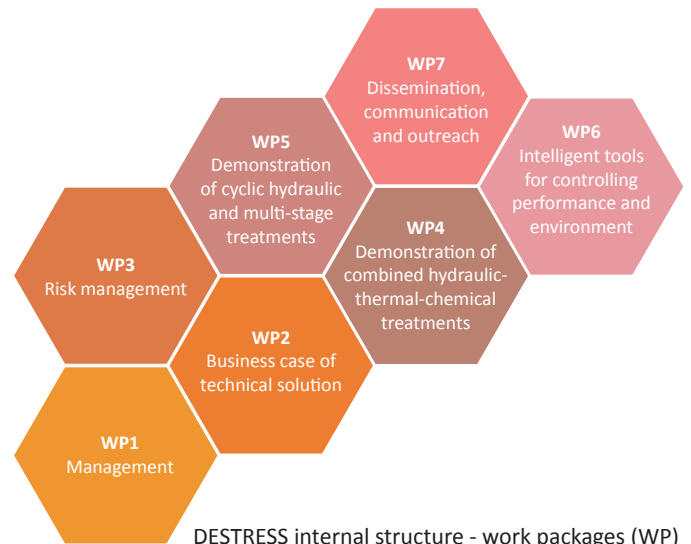 WP7
Dissemination,
communication
and outreach
WP6
Intelligent tools
for controlling
performance and
environment
WP5
Demonstration
of cyclic hydraulic
and multi-stage
treatments
WP4
Demonstration of
combined hydraulic-
thermal-chemical
treatments
WP3
Risk management
WP2
Business case of
technical solution
WP1
Management
DESTRESS internal structure - work packages (WP)